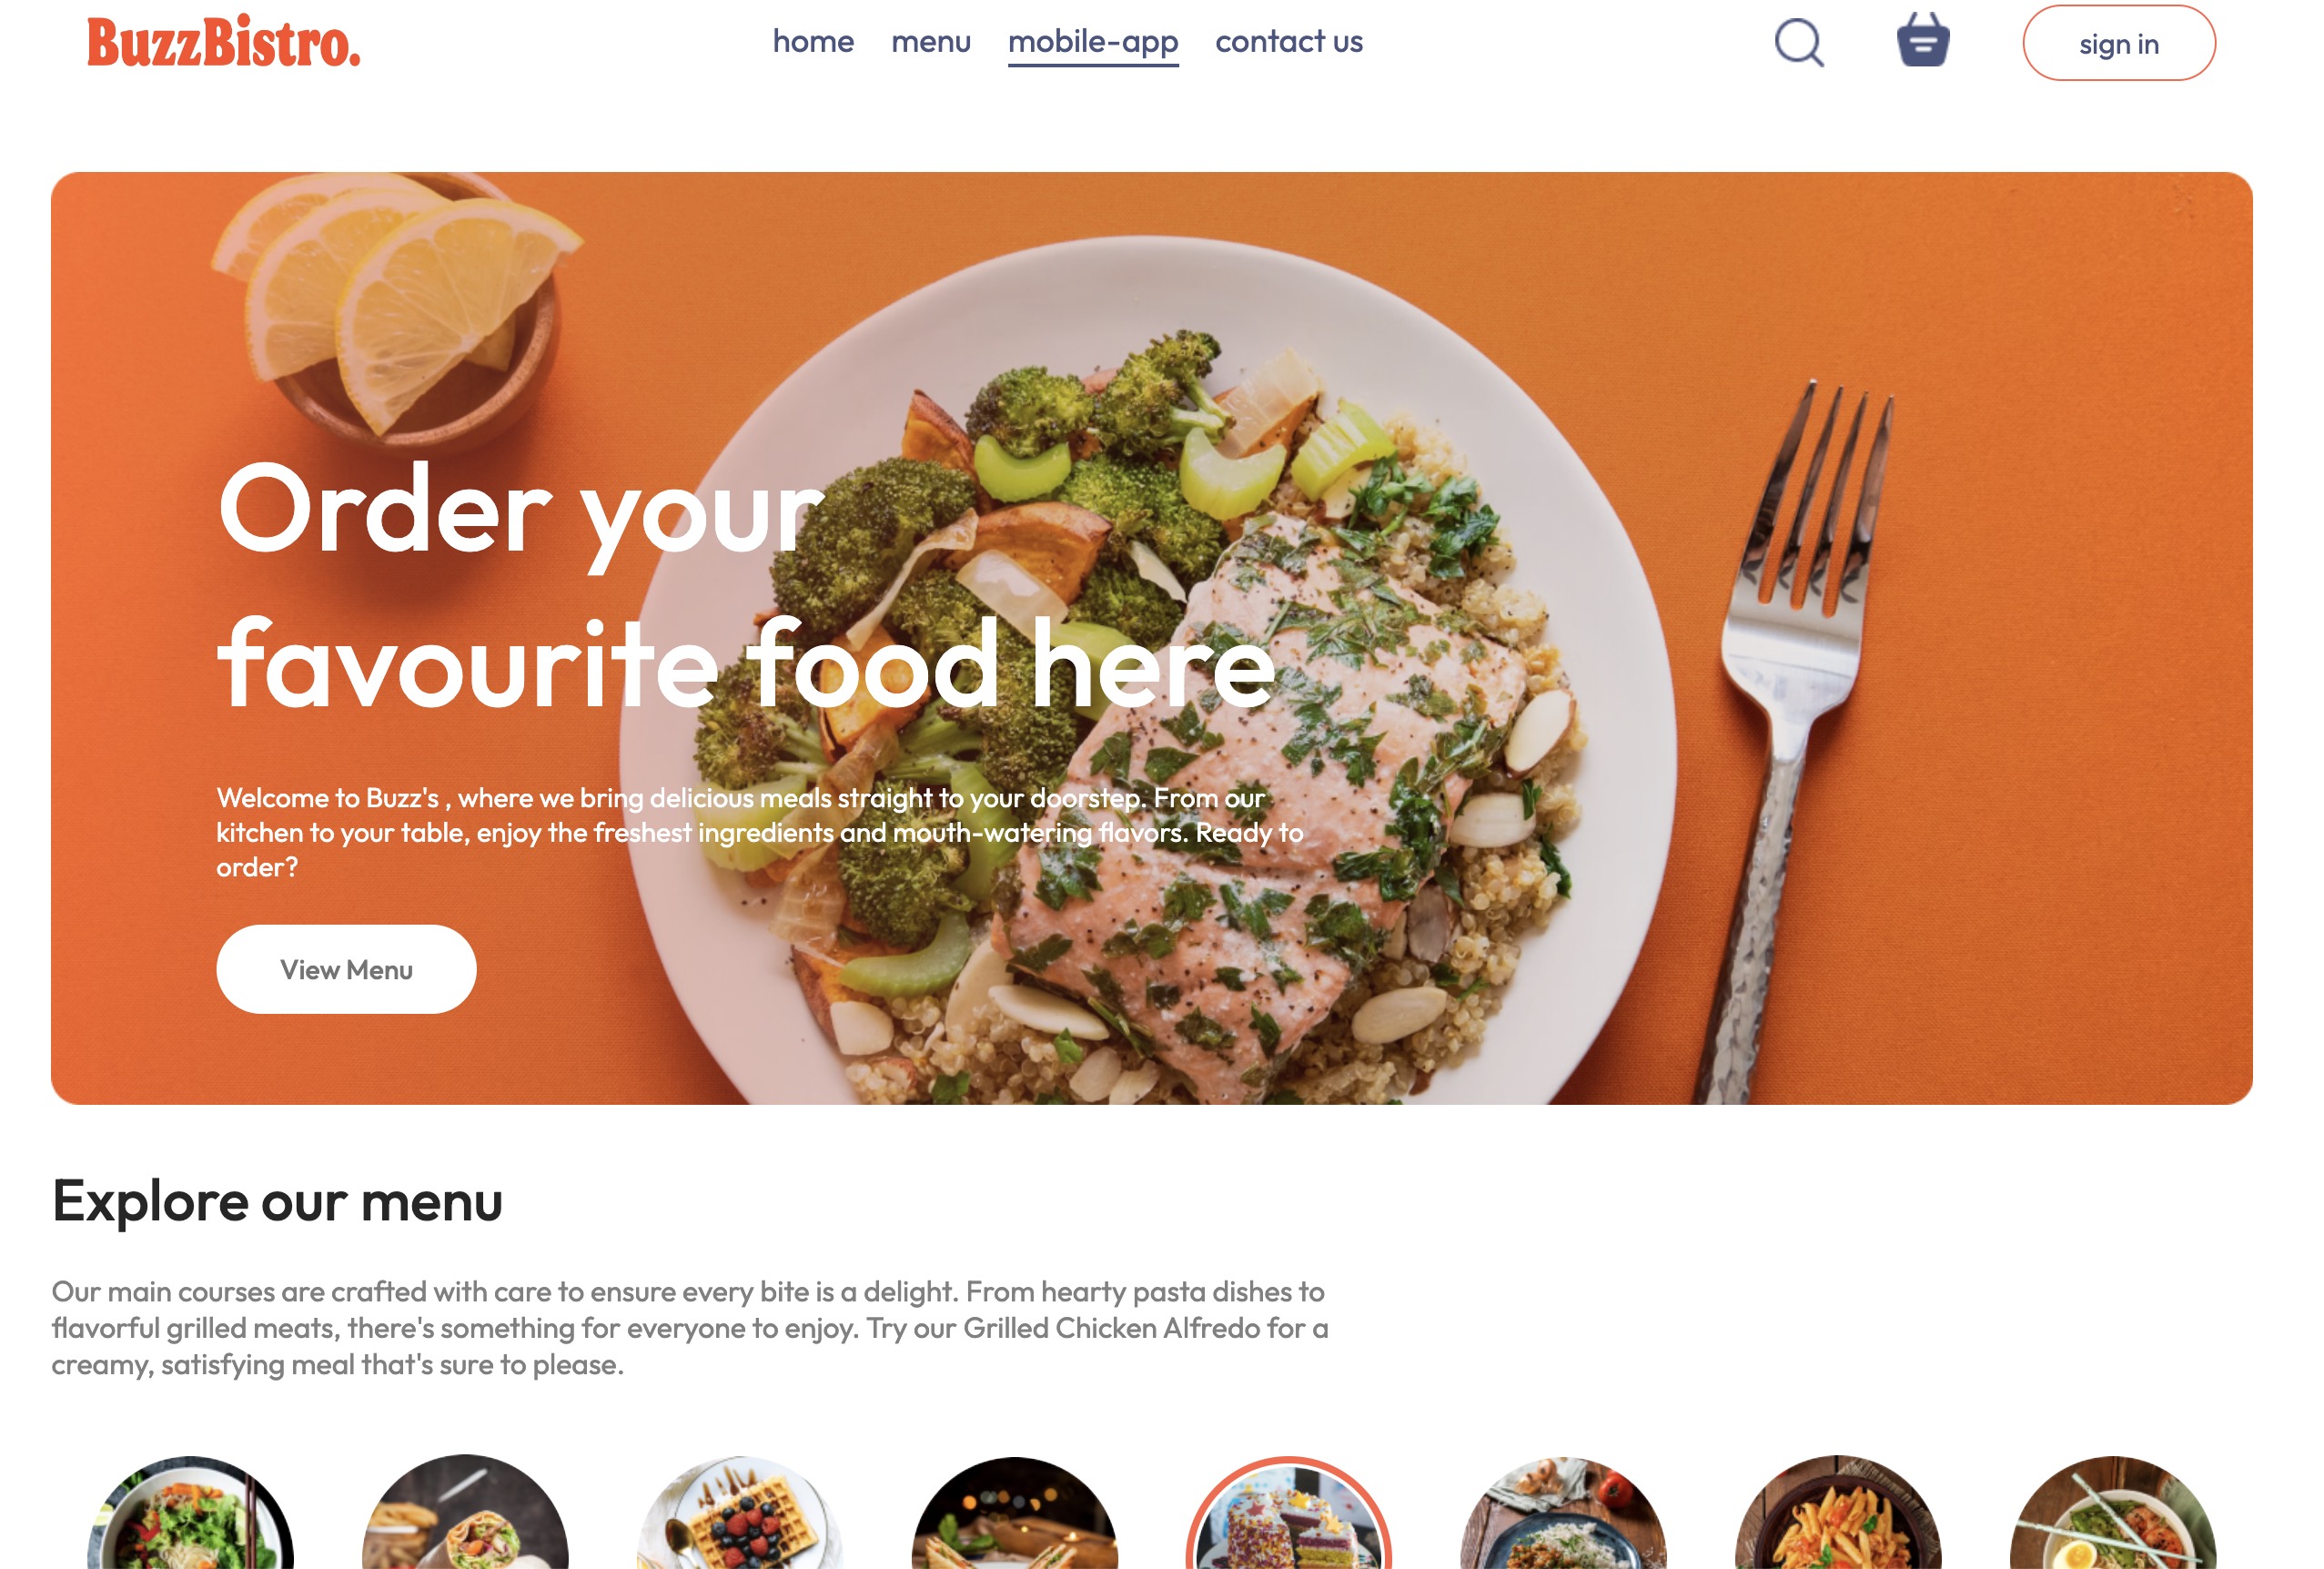 BuzzBistro.
home menu mobile-app contact us
sign in
Order your
favourite food here
Welcome to Buzz's , where we bring delicious meals straight to your doorstep. From our
kitchen to your table, enjoy the freshest ingredients and mouth-watering flavors. Ready to
order?
View Menu
Explore our menu
Our main courses are crafted with care to ensure every bite is a delight. From hearty pasta dishes to
flavorful grilled meats, there's something for everyone to enjoy. Try our Grilled Chicken Alfredo for a
creamy, satisfying meal that's sure to please.